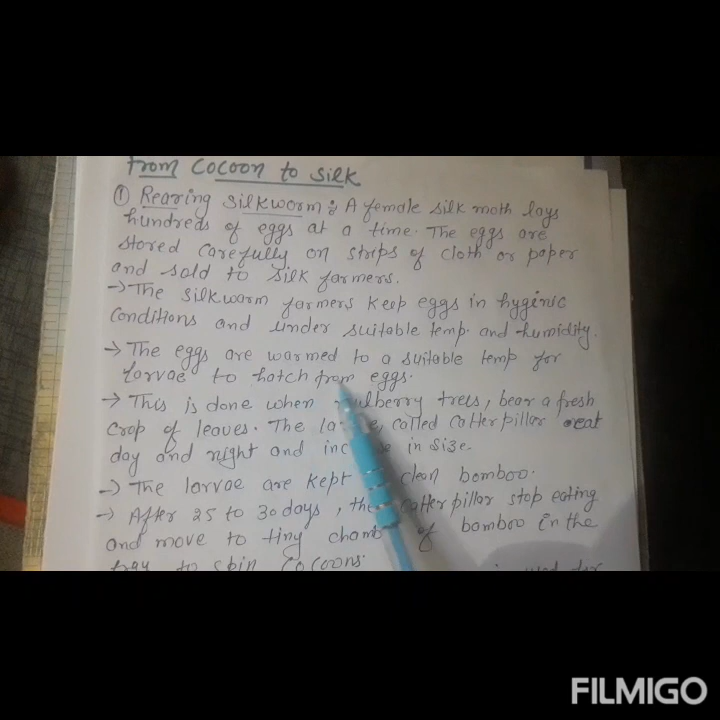 From Cocoon to Silk
① Rearing Silkworm : A female silk moth lays
hundreds of eggs at a time. The eggs are
stored carefully on strips of cloth or paper
and sold to silk farmers.
→ The silkworm farmers keep eggs in hyginic
conditions and under suitable temp. and humidity.
→ The eggs are warmed to a suitable temp for
larvae to hatch from eggs.
→ This is done when mulberry trees, bear a fresh
crop of leaves. The called catterpillar eat
day and night and in size.
→ The larvae are kept clean bamboo.
→ After 25 to 30 days, the catterpillar stop eating
and move to tiny of bamboo in the
tray to spin cocoons.
FILMIGO